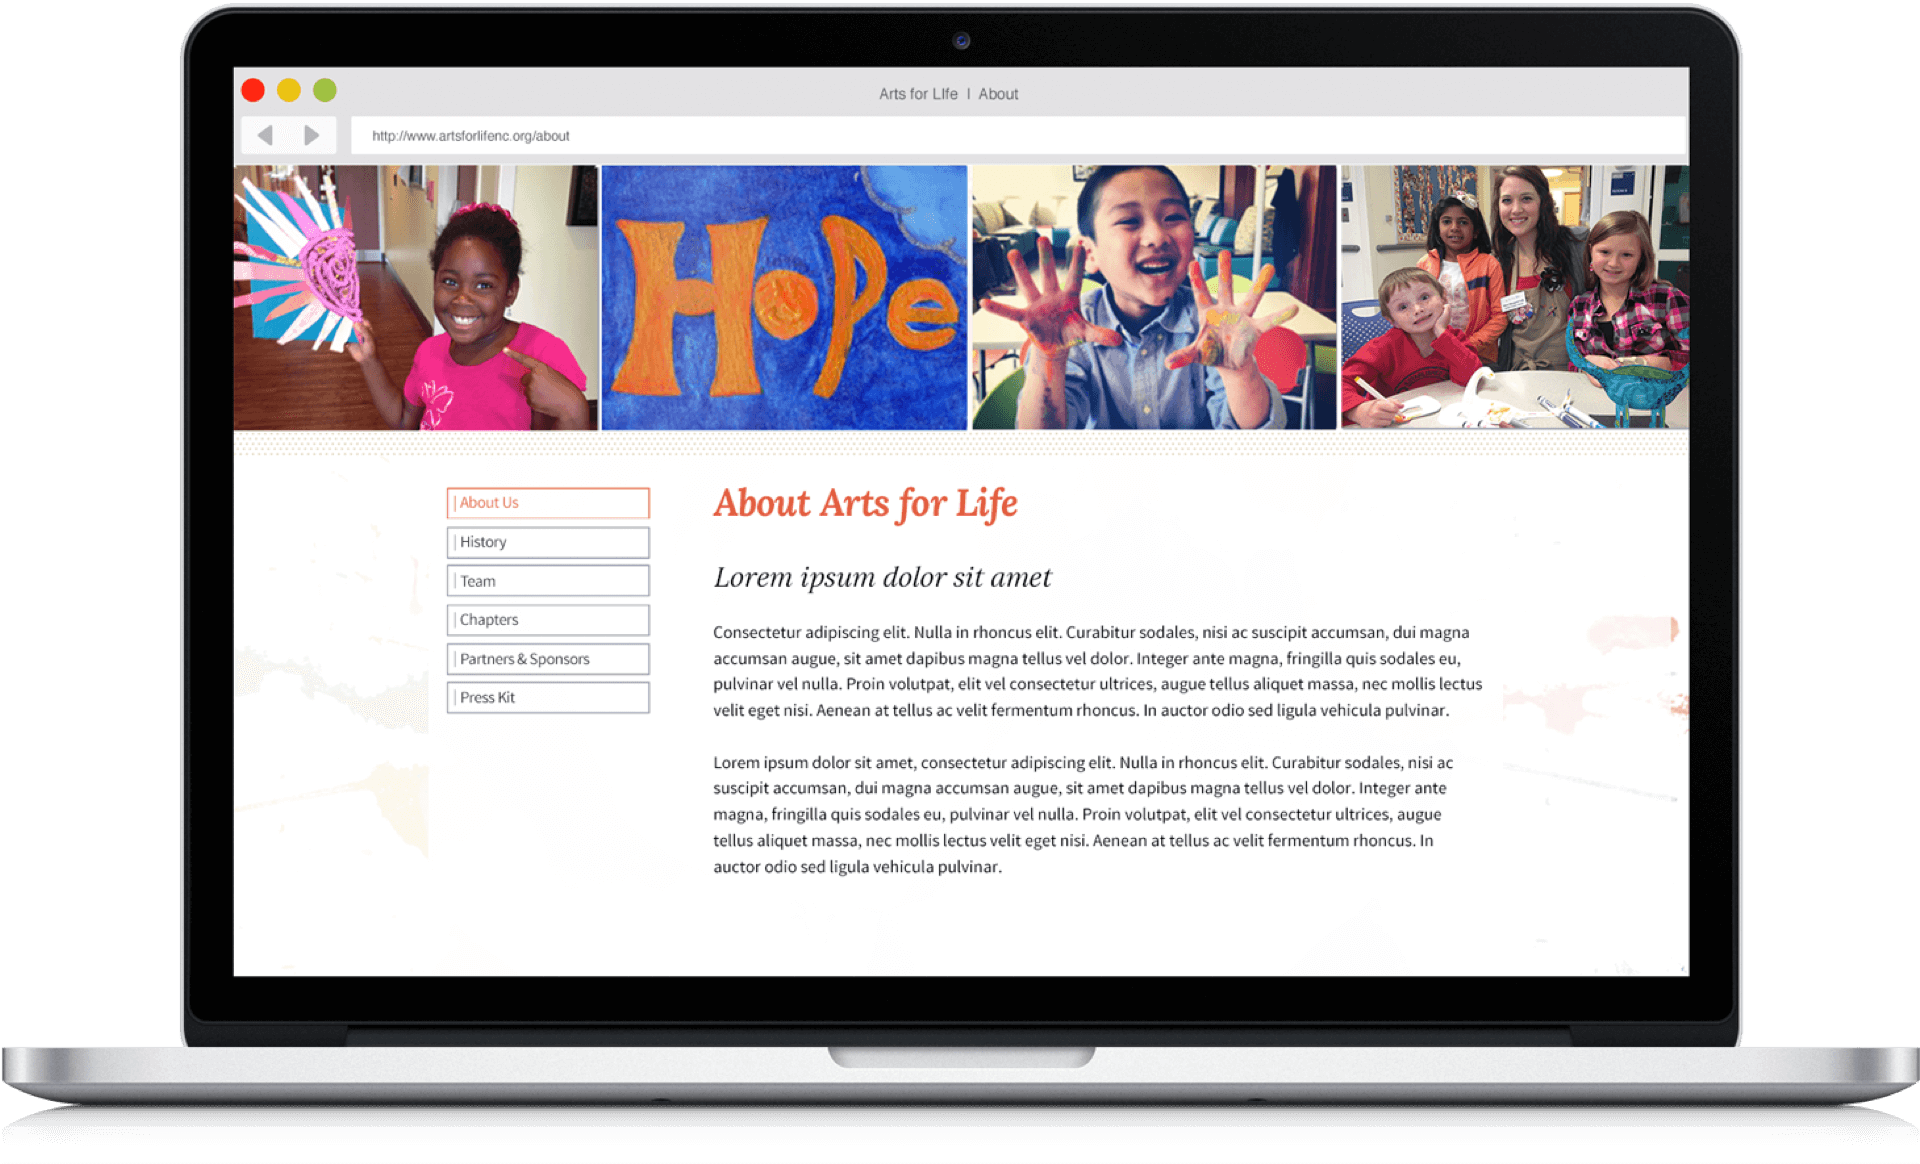 Arts for LIfe | About
http://www.artsforlifenc.org/about
Hope
About Us
History
Team
Chapters
Partners & Sponsors
Press Kit
About Arts for Life
Lorem ipsum dolor sit amet
Consectetur adipiscing elit. Nulla in rhoncus elit. Curabitur sodales, nisi ac suscipit accumsan, dui magna
accumsan augue, sit amet dapibus magna tellus vel dolor. Integer ante magna, fringilla quis sodales eu,
pulvinar vel nulla. Proin volutpat, elit vel consectetur ultrices, augue tellus aliquet massa, nec mollis lectus
velit eget nisi. Aenean at tellus ac velit fermentum rhoncus. In auctor odio sed ligula vehicula pulvinar.
Lorem ipsum dolor sit amet, consectetur adipiscing elit. Nulla in rhoncus elit. Curabitur sodales, nisi ac
suscipit accumsan, dui magna accumsan augue, sit amet dapibus magna tellus vel dolor. Integer ante
magna, fringilla quis sodales eu, pulvinar vel nulla. Proin volutpat, elit vel consectetur ultrices, augue
tellus aliquet massa, nec mollis lectus velit eget nisi. Aenean at tellus ac velit fermentum rhoncus. In
auctor odio sed ligula vehicula pulvinar.